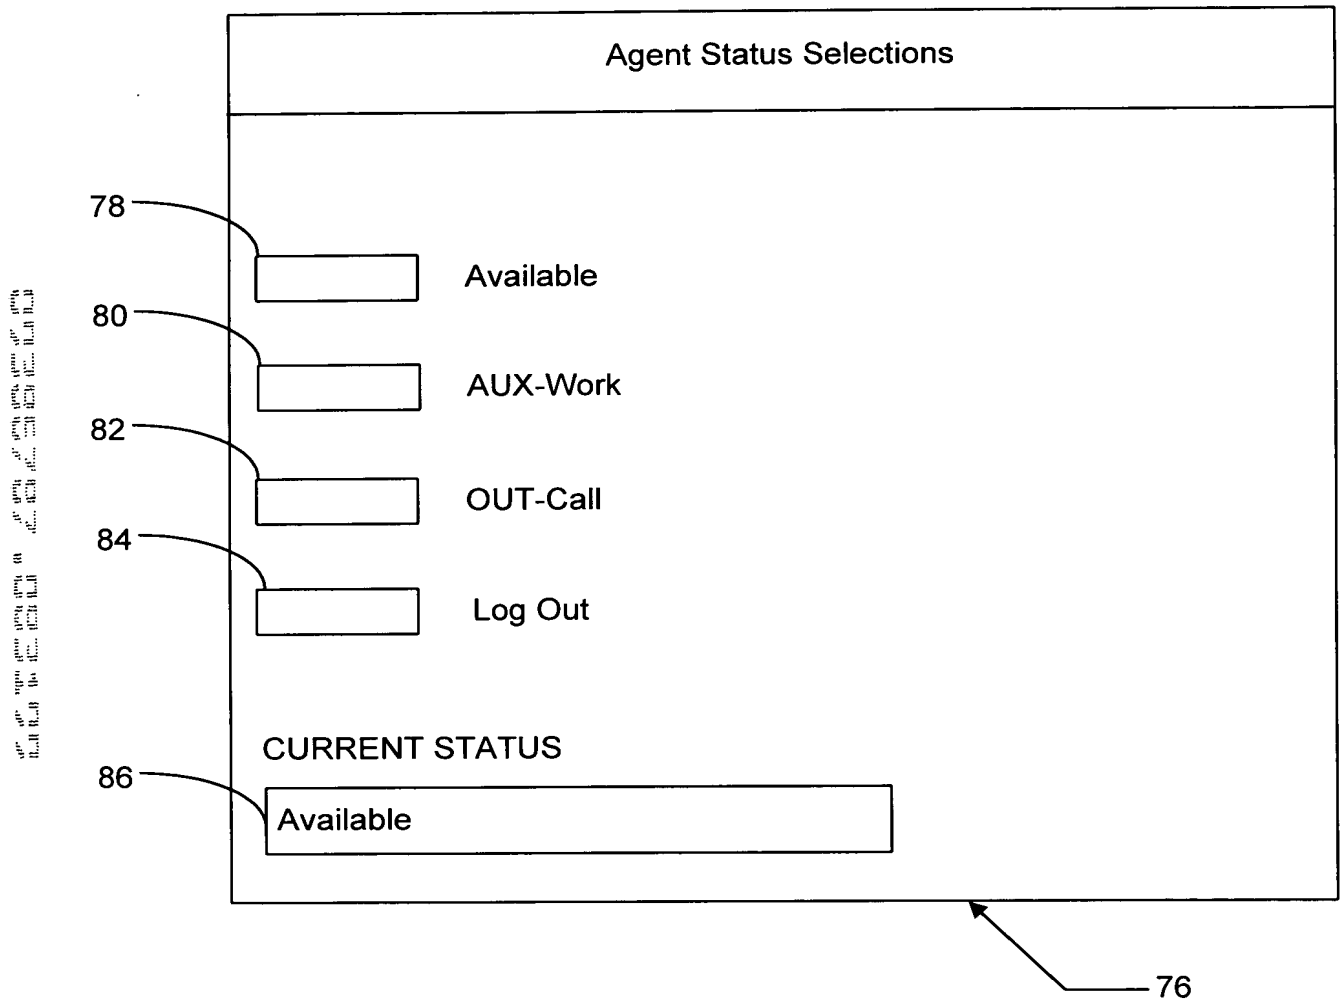 Agent Status Selections
78
Available
80
AUX-Work
82
OUT-Call
84
Log Out
CURRENT STATUS
86
Available
76